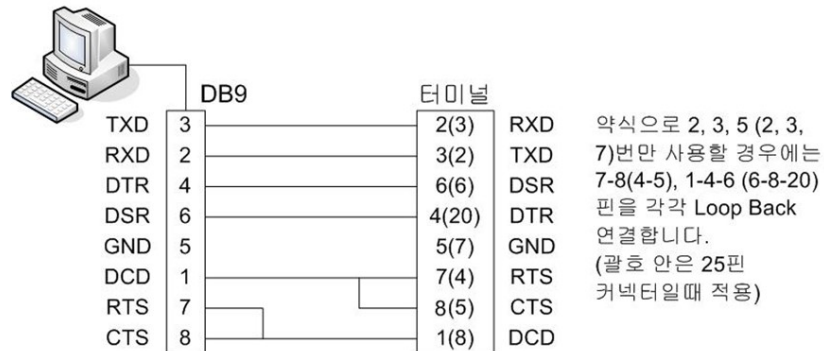 DB9 터미널
TXD 3 2(3) RXD
RXD 2 3(2) TXD
DTR 4 6(6) DSR
DSR 6 4(20) DTR
GND 5 5(7) GND
DCD 1 7(4) RTS
RTS 7 8(5) CTS
CTS 8 1(8) DCD
약식으로 2, 3, 5 (2, 3,
7)번만 사용할 경우에는
7-8(4-5), 1-4-6 (6-8-20)
핀을 각각 Loop Back
연결합니다.
(괄호 안은 25핀
커넥터일때 적용)